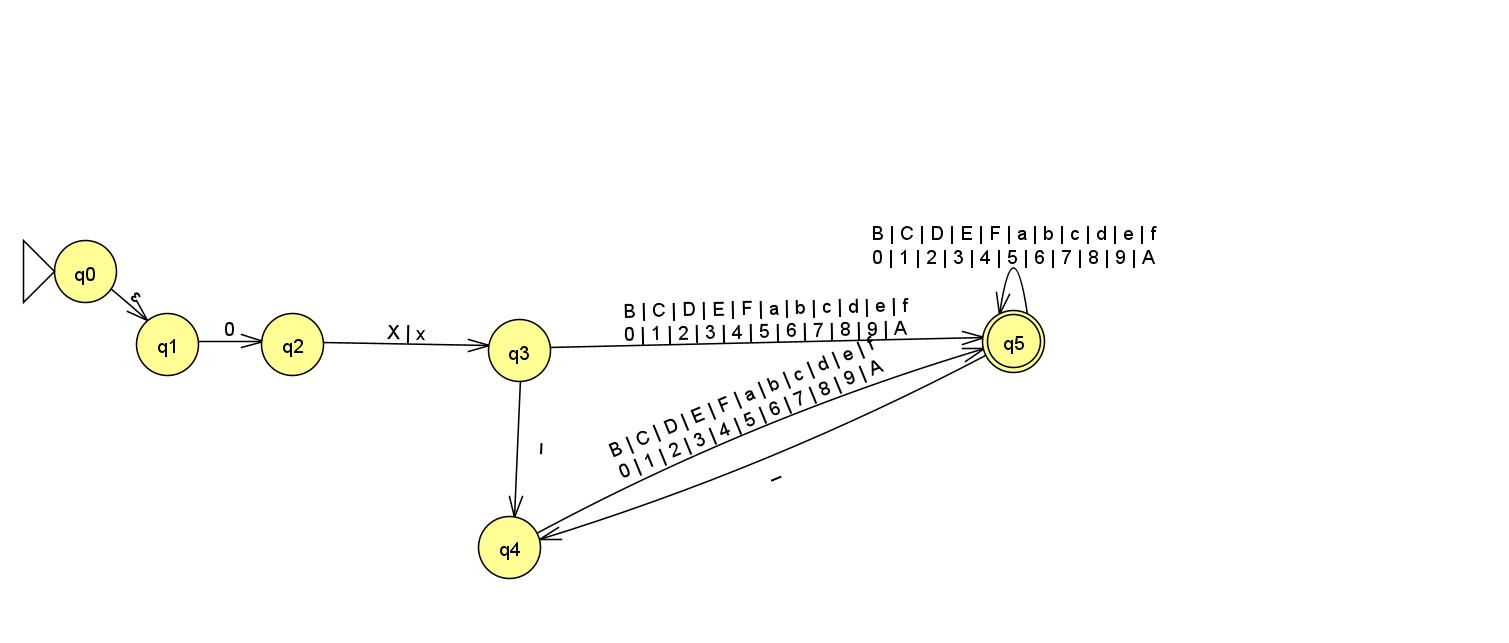 B | C | D | E | F | a | b | c | d | e | f
0 | 1 | 2 | 3 | 4 | 5 | 6 | 7 | 8 | 9 | A
q0
ε
B | C | D | E | F | a | b | c | d | e | f
0 | 1 | 2 | 3 | 4 | 5 | 6 | 7 | 8 | 9 | A
q1
0
q2
X | x
q3
q5
B | C | D | E | F | a | b | c | d | e | f
0 | 1 | 2 | 3 | 4 | 5 | 6 | 7 | 8 | 9 | A
_
_
q4